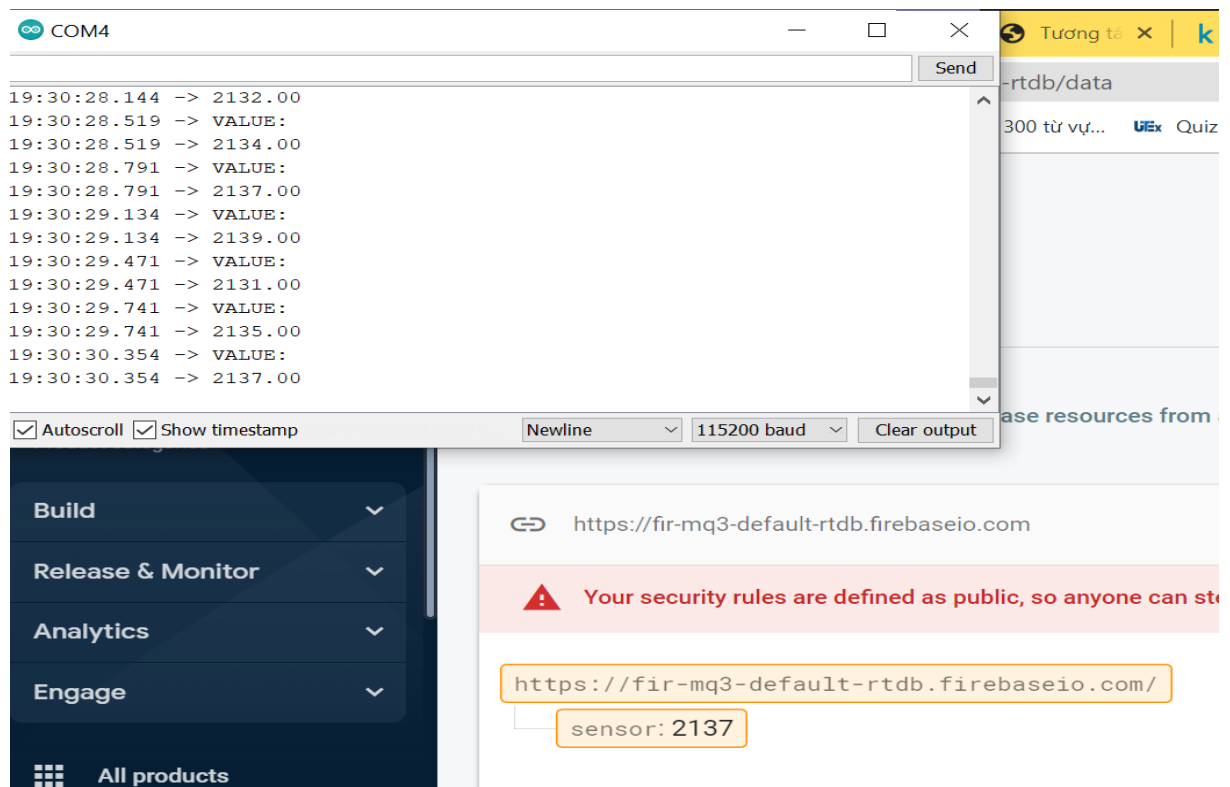 COM4
Send
19:30:28.144 -> 2132.00
19:30:28.519 -> VALUE:
19:30:28.519 -> 2134.00
19:30:28.791 -> VALUE:
19:30:28.791 -> 2137.00
19:30:29.134 -> VALUE:
19:30:29.134 -> 2139.00
19:30:29.471 -> VALUE:
19:30:29.471 -> 2131.00
19:30:29.741 -> VALUE:
19:30:29.741 -> 2135.00
19:30:30.354 -> VALUE:
19:30:30.354 -> 2137.00
Autoscroll Show timestamp Newline 115200 baud Clear output
Tương tá k
-rtdb/data
300 từ vự... UEx Quiz
ase resources from
Build
Release & Monitor
Analytics
Engage
All products
https://fir-mq3-default-rtdb.firebaseio.com
Your security rules are defined as public, so anyone can ste
https://fir-mq3-default-rtdb.firebaseio.com/
sensor: 2137